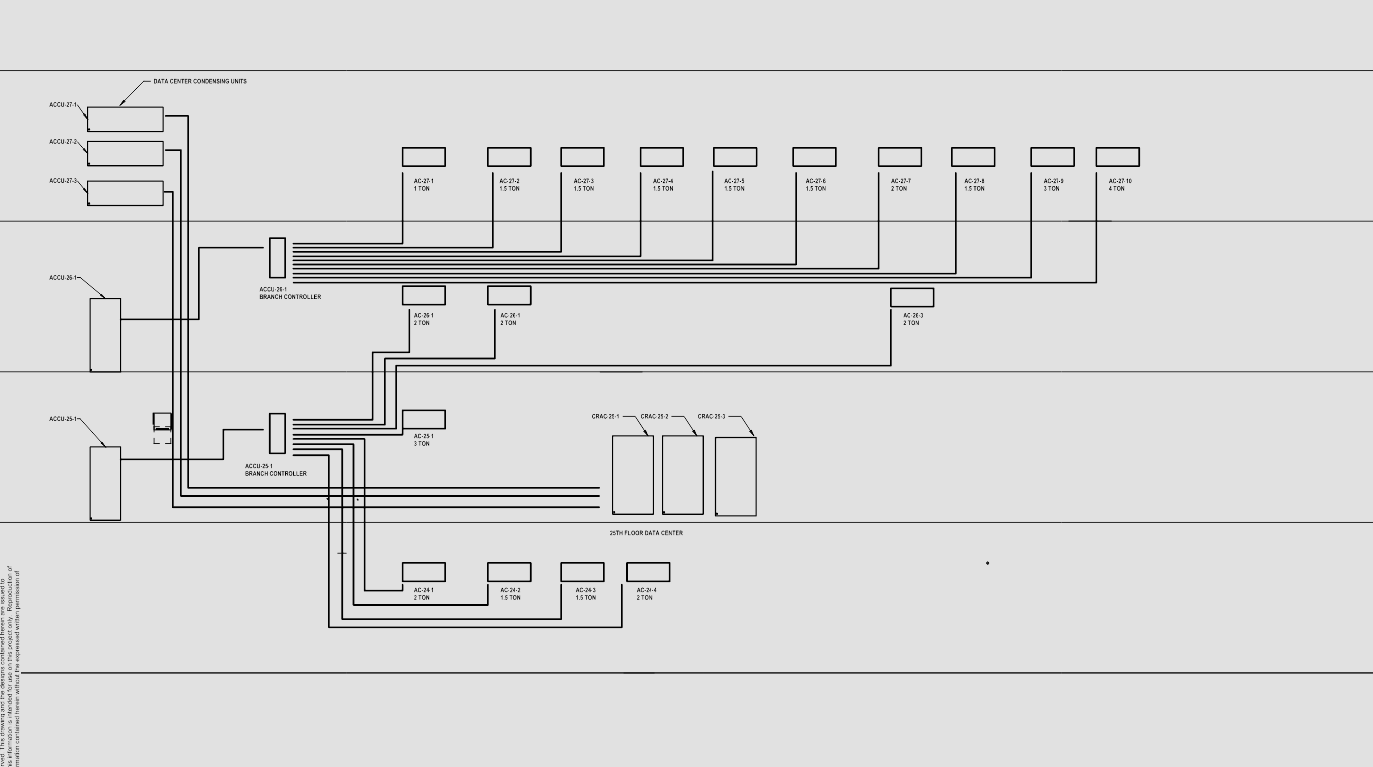 DATA CENTER CONDENSING UNITS
ACCU-27-1
ACCU-27-2
ACCU-27-3
AC-27-1
1 TON
AC-27-2
1.5 TON
AC-27-3
1.5 TON
AC-27-4
1.5 TON
AC-27-5
1.5 TON
AC-27-6
1.5 TON
AC-27-7
2 TON
AC-27-8
1.5 TON
AC-27-9
3 TON
AC-27-10
4 TON
ACCU-26-1
ACCU-26-1
BRANCH CONTROLLER
AC-26-1
2 TON
AC-26-1
2 TON
AC-26-3
2 TON
ACCU-25-1
ACCU-25-1
BRANCH CONTROLLER
AC-25-1
3 TON
CRAC-25-1
CRAC-25-2
CRAC-25-3
25TH FLOOR DATA CENTER
AC-24-1
2 TON
AC-24-2
1.5 TON
AC-24-3
1.5 TON
AC-24-4
2 TON
rved. This drawing and the designs contained herein are issued to
his information is intended for use on this project only. Reproduction of
rmation contained herein without the expressed written permission of